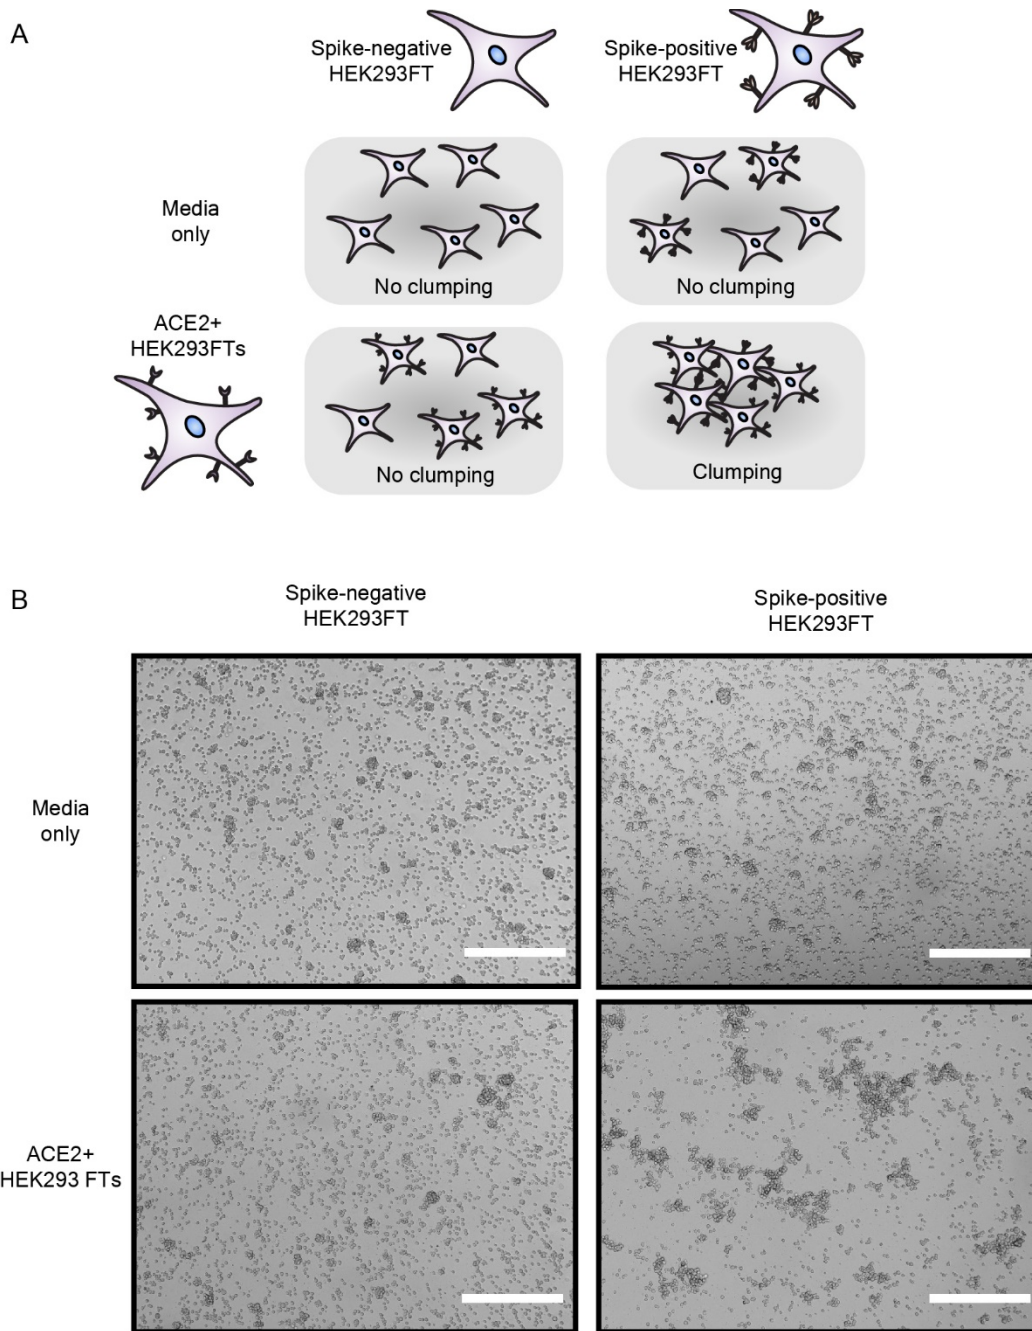 A
Spike-negative
HEK293FT
Spike-positive
HEK293FT
Media
only
No clumping
No clumping
ACE2+
HEK293FTs
No clumping
Clumping
B
Spike-negative
HEK293FT
Spike-positive
HEK293FT
Media
only
ACE2+
HEK293 FTs